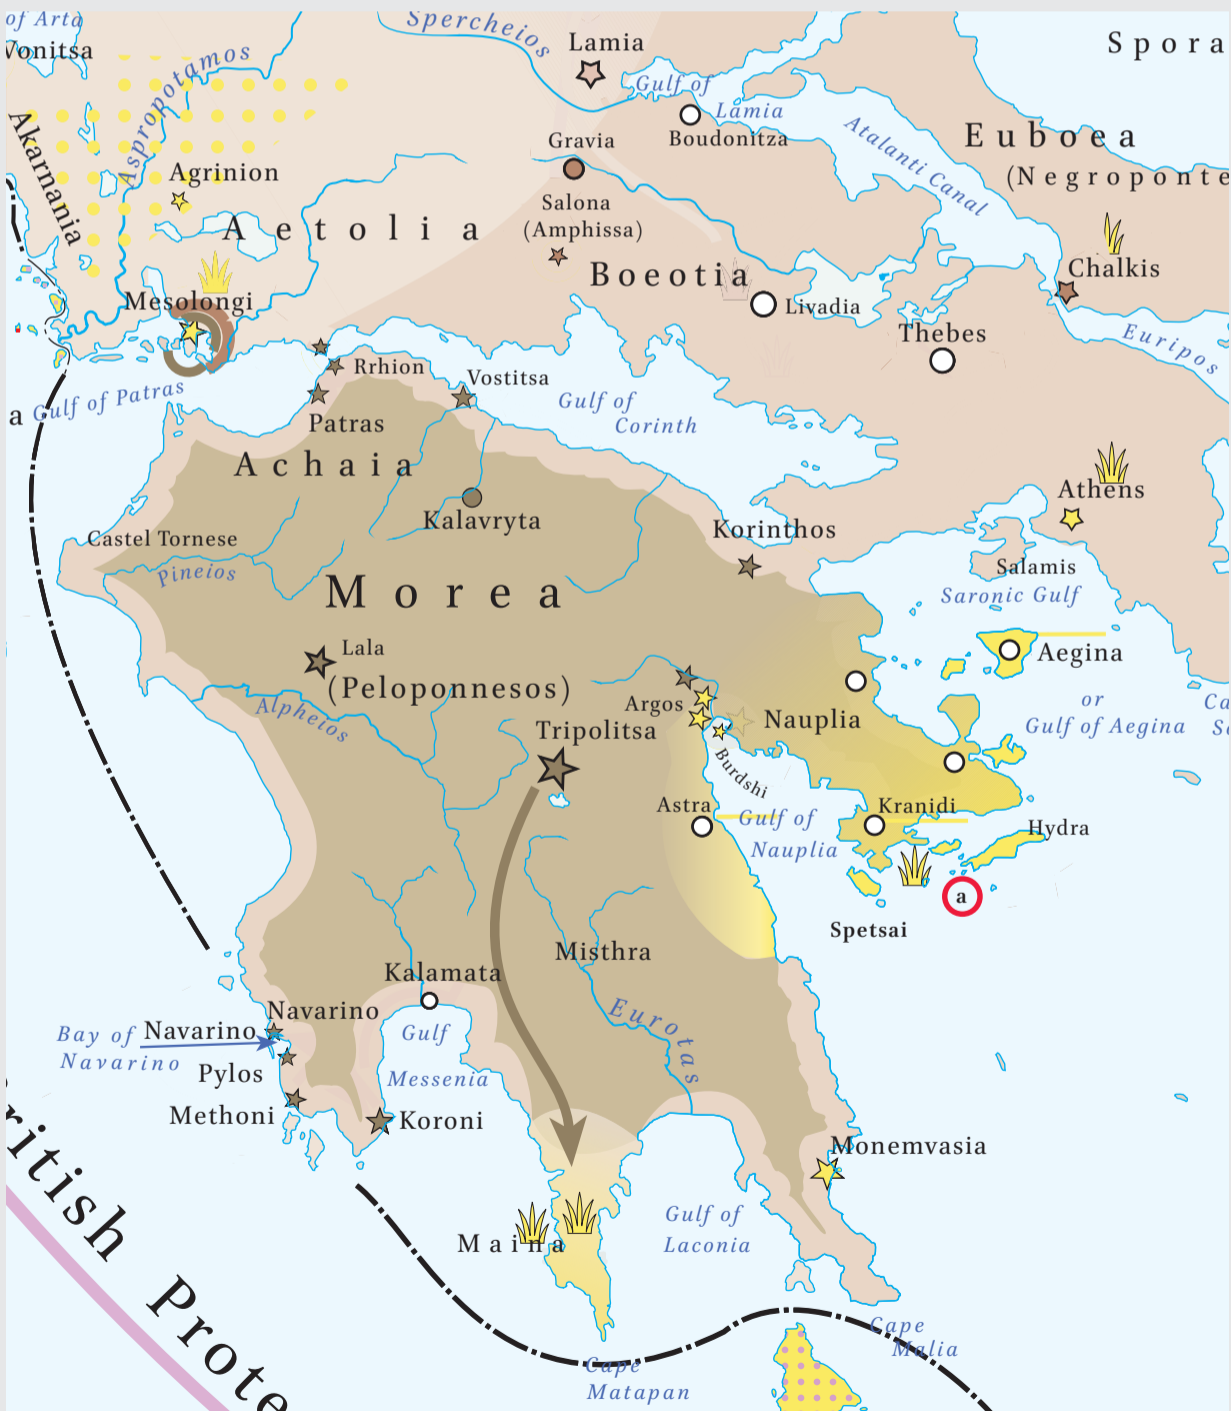 of Arta
Vonitsa
Aspropotamos
Spercheios
Lamia
Gulf of
Lamia
Spora
Boudonitza
Atalanti Canal
Euboea
(Negroponte
Akarnania
Agrinion
Gravia
Salona
(Amphissa)
Aetolia
Boeotia
Livadia
Chalkis
Thebes
Euripos
Mesolongi
Rrhion
Vostitsa
Gulf of
Corinth
a
Gulf of Patras
Patras
Achaia
Kalavryta
Athens
Korinthos
Castel Tornese
Pineios
Salamis
Saronic Gulf
Morea
Lala
(Peloponnesos)
Aegina
or
Gulf of Aegina
Ca
Alpheios
Argos
Nauplia
Tripolitsa
Burdshi
Astra
Gulf of
Nauplia
Kranidi
Hydra
a
Spetsai
Misthra
Kalamata
Eurotas
Navarino
Bay of
Navarino
Navarino
Gulf
Messenia
Pylos
Methoni
Koroni
Monemvasia
Maina
Gulf of
Laconia
ritish Prote
Cape
Malia
Cape
Matapan